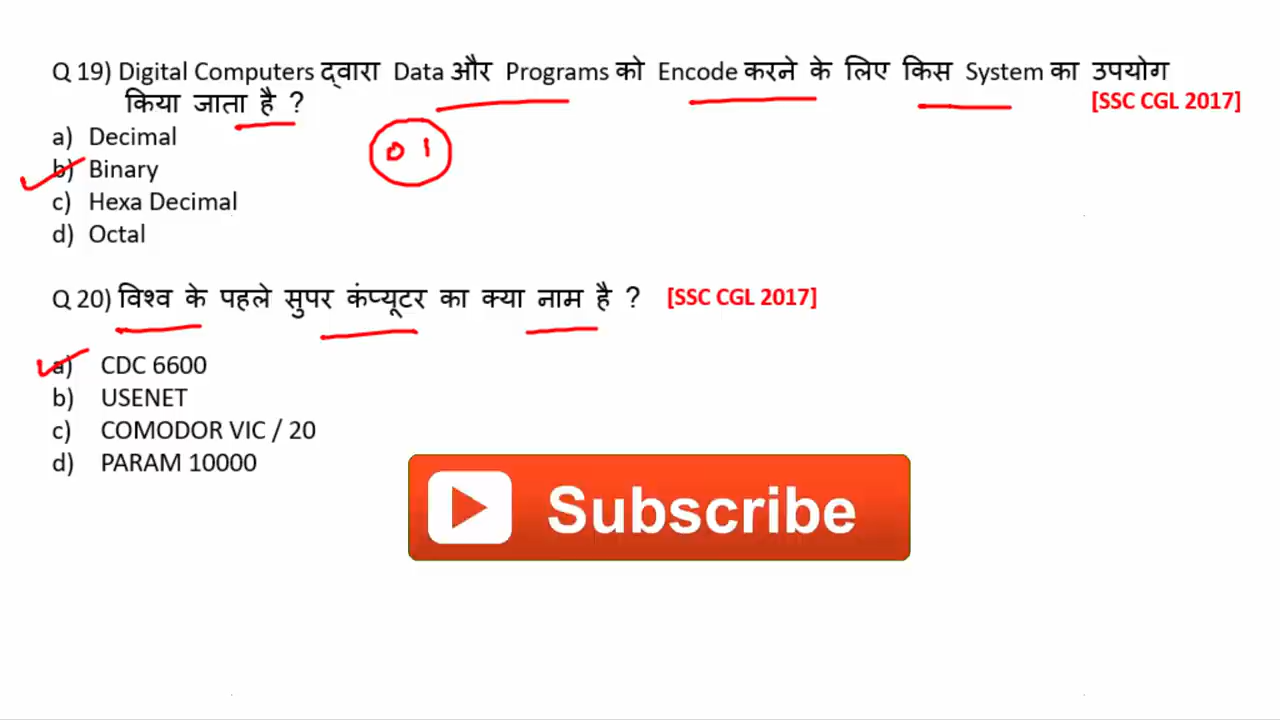 Q 19) Digital Computers द्वारा Data और Programs को Encode करने के लिए किस System का उपयोग
किया जाता है ? [SSC CGL 2017]
a) Decimal
0 1
b) Binary
c) Hexa Decimal
d) Octal
Q 20) विश्व के पहले सुपर कंप्यूटर का क्या नाम है ? [SSC CGL 2017]
a) CDC 6600
b) USENET
c) COMODOR VIC / 20
d) PARAM 10000
Subscribe